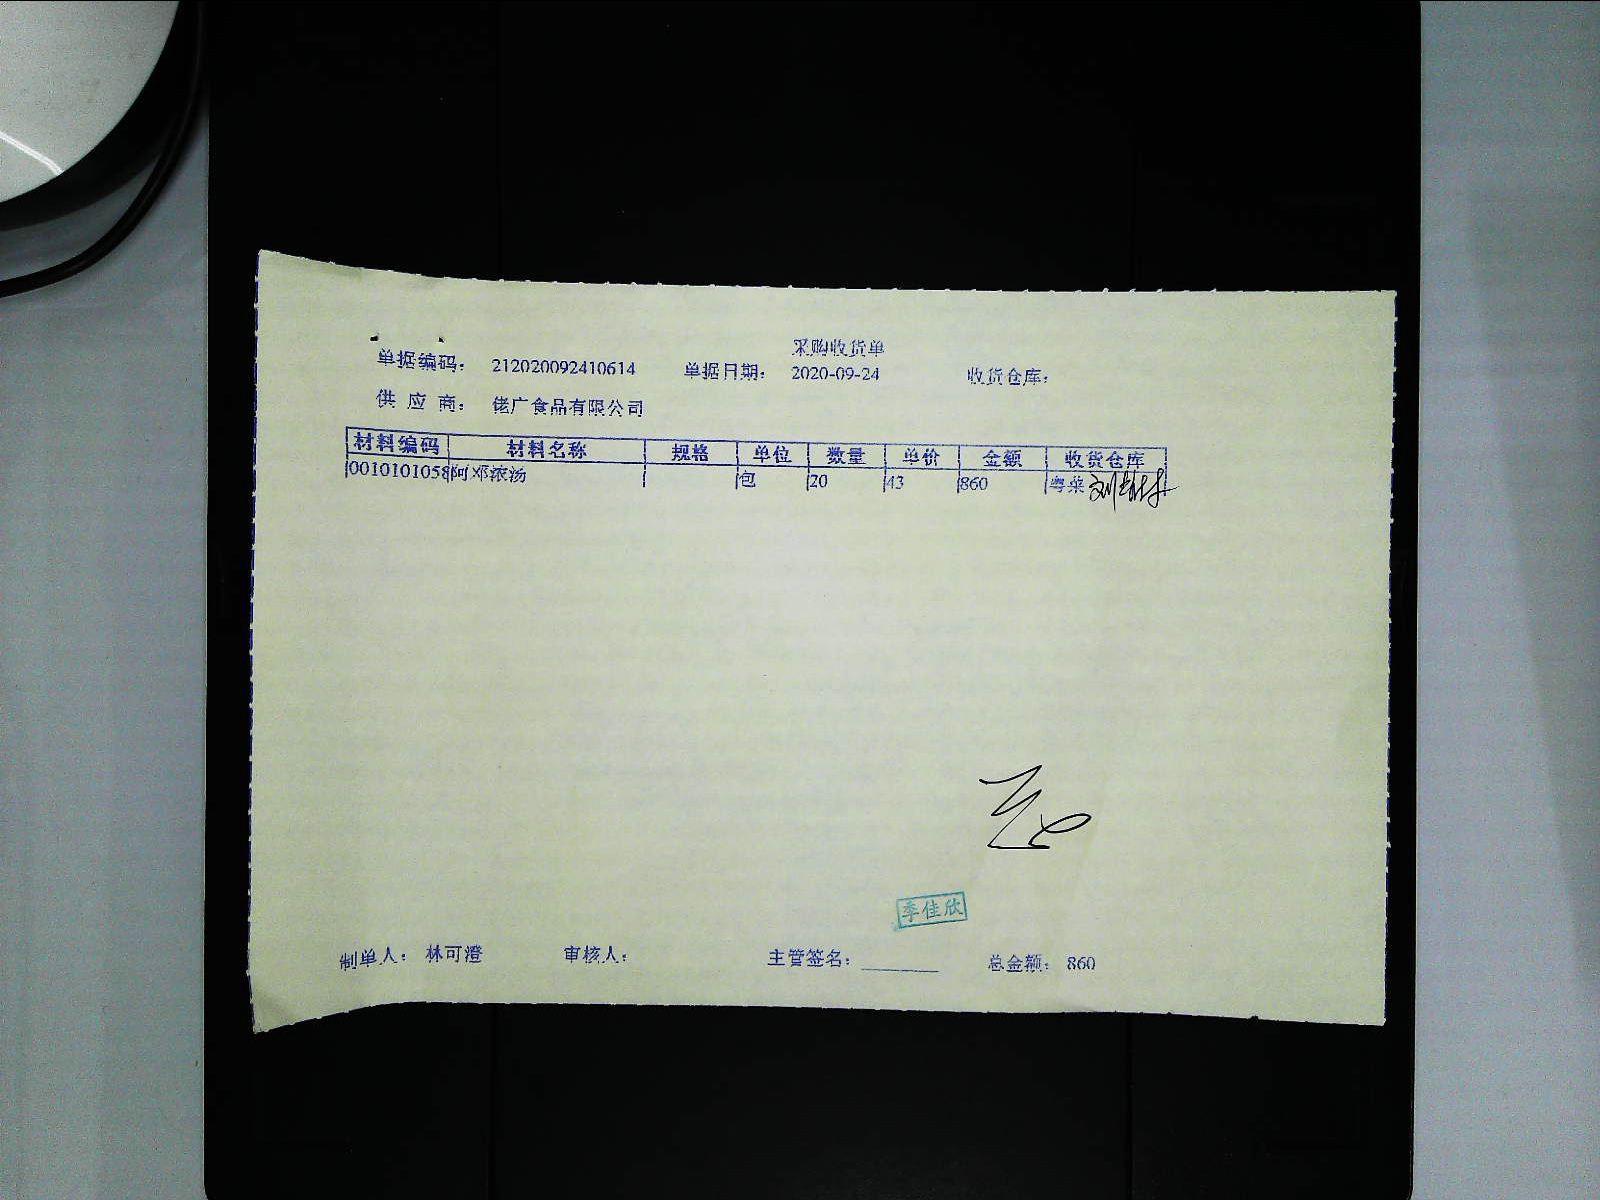 采购收货单
单据编码: 212020092410614 单据日期: 2020-09-24 收货仓库:
供应商: 佬广食品有限公司
材料编码 材料名称 规格 单位 数量 单价 金额 收货仓库
0010101058 阿邓浓汤 包 20 43 860 粤菜
季佳欣
制单人: 林可澄 审核人: 主管签名: 总金额: 860